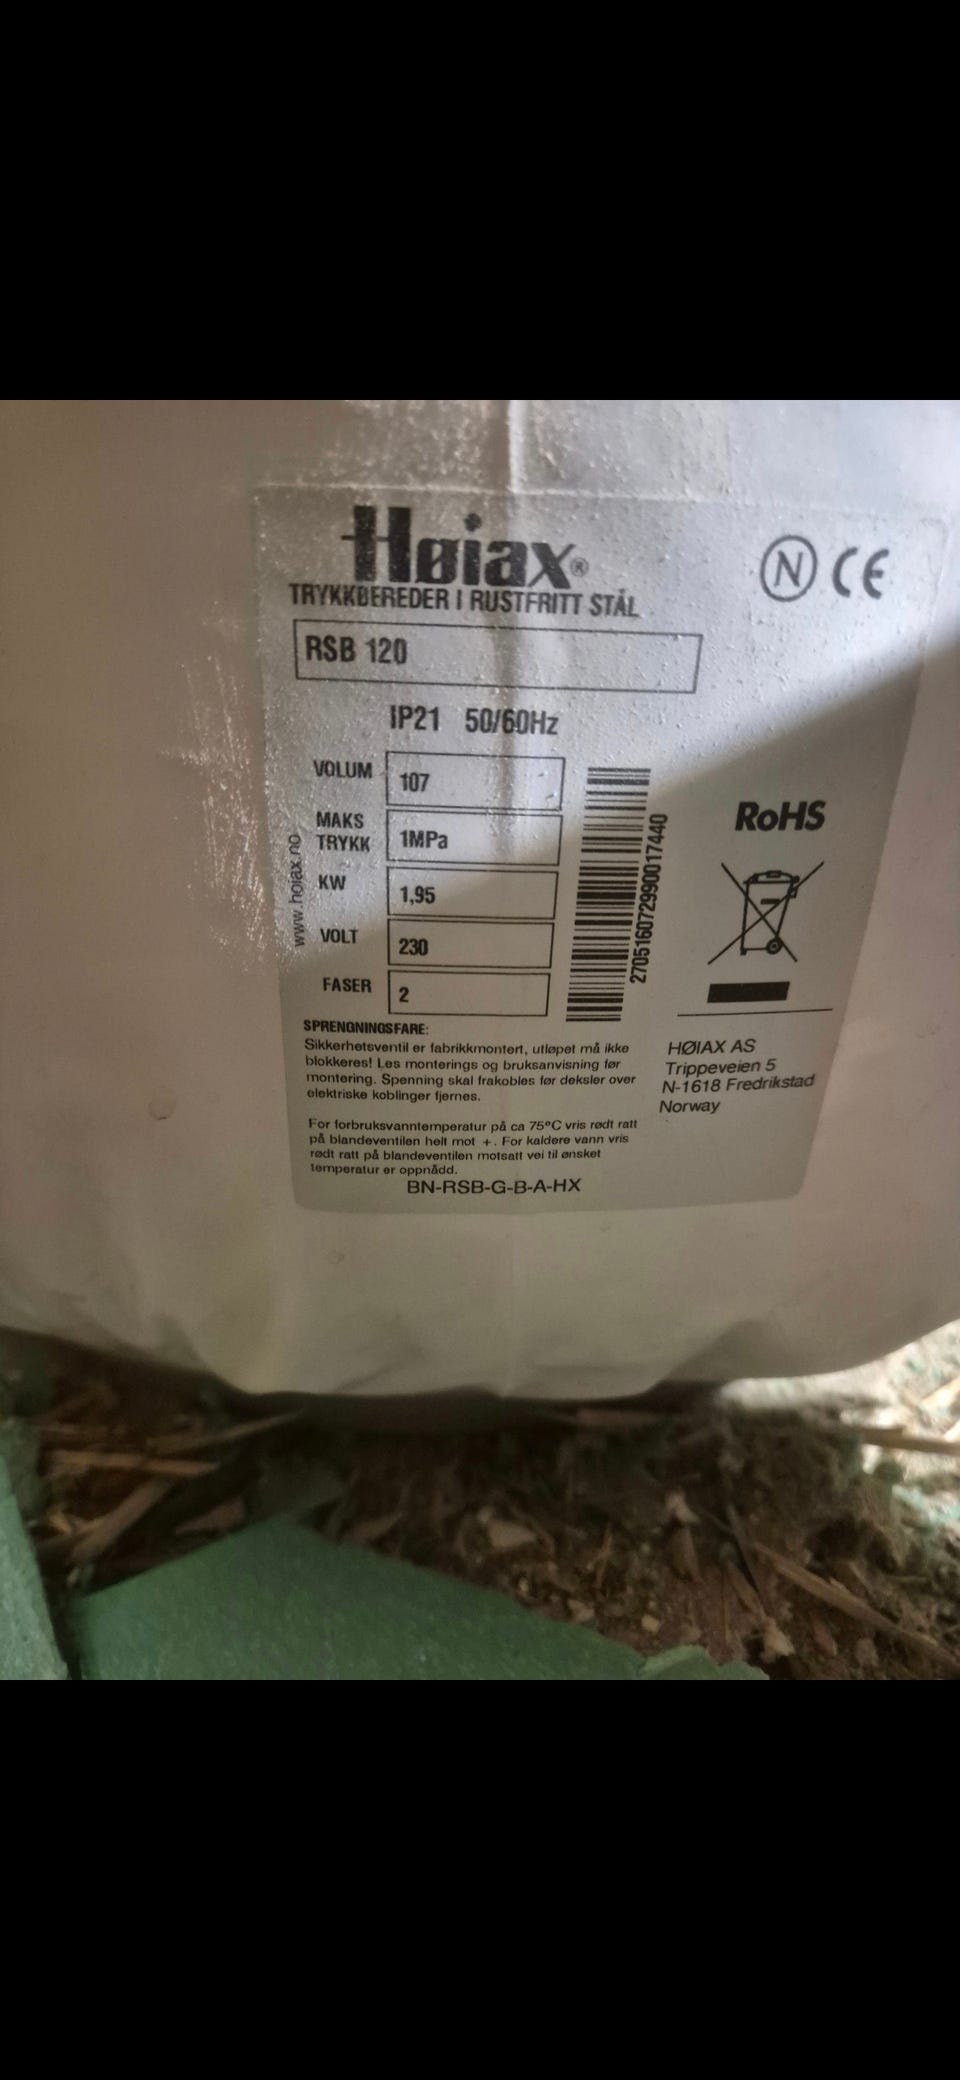 Høiax®
TRYKKBEREDER I RUSTFRITT STÅL
N CE
RSB 120
IP21 50/60Hz
VOLUM 107
MAKS TRYKK 1MPa
KW 1,95
VOLT 230
FASER 2
www.hoiax.no
27051607299001​7440
RoHS
SPRENGNINGSFARE:
Sikkerhetsventil er fabrikkmontert, utløpet må ikke
blokkeres! Les monterings og bruksanvisning før
montering. Spenning skal frakobles før deksler over
elektriske koblinger fjernes.
For forbruksvanntemperatur på ca 75°C vris rødt ratt
på blandeventilen helt mot +. For kaldere vann vris
rødt ratt på blandeventilen motsatt vei til ønsket
temperatur er oppnådd.
BN-RSB-G-B-A-HX
HØIAX AS
Trippeveien 5
N-1618 Fredrikstad
Norway